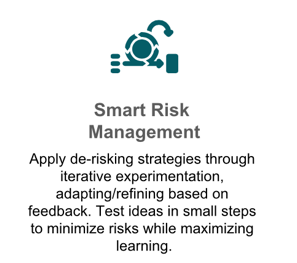 Smart Risk
Management
Apply de-risking strategies through
iterative experimentation,
adapting/refining based on
feedback. Test ideas in small steps
to minimize risks while maximizing
learning.